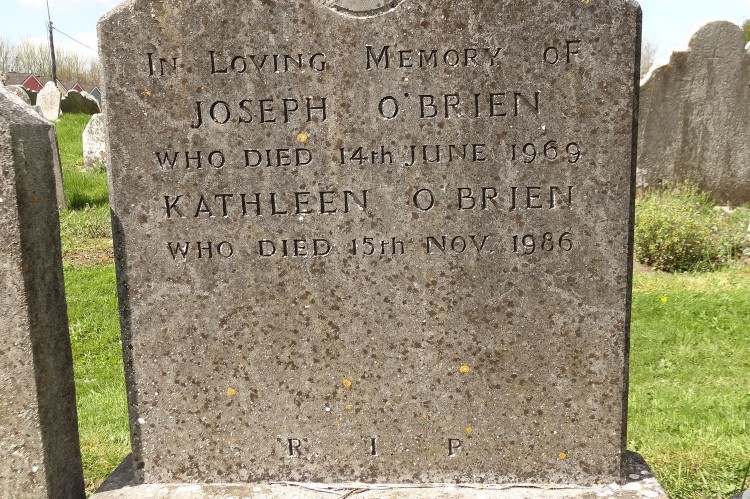 In Loving Memory of
JOSEPH O'BRIEN
WHO DIED 14th JUNE 1969
KATHLEEN O'BRIEN
WHO DIED 15th NOV. 1986
R I P